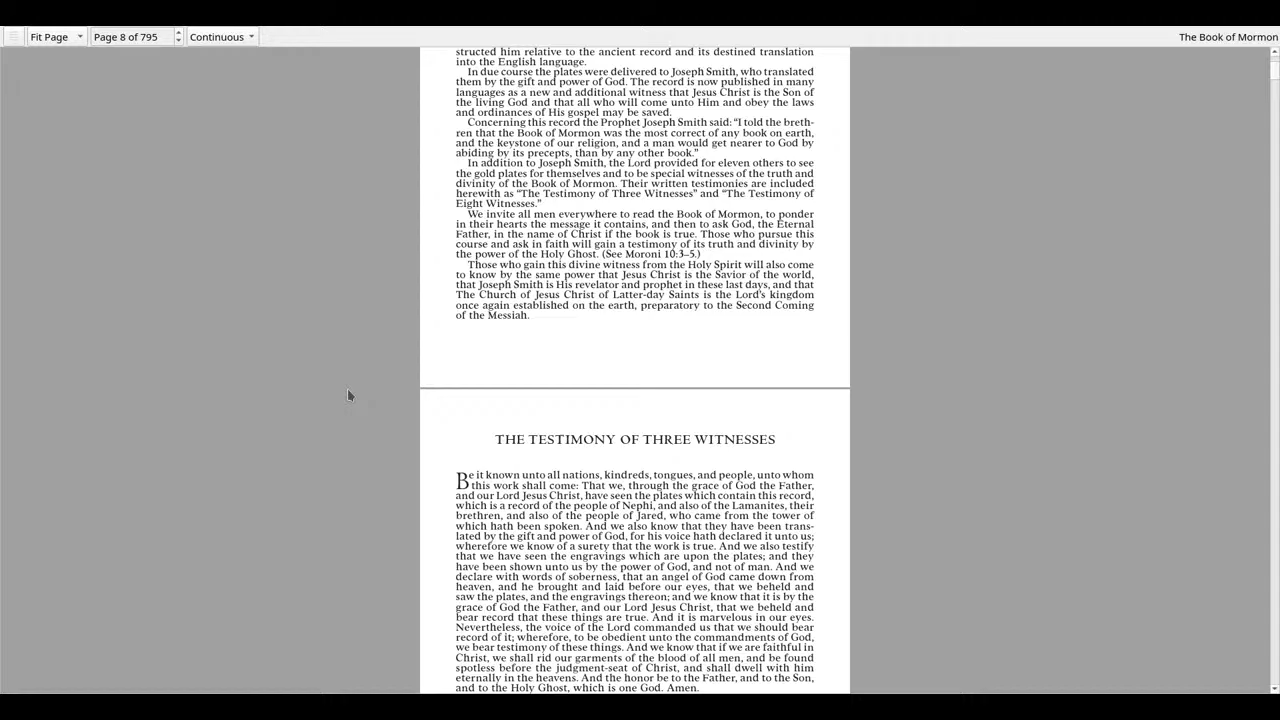 Fit Page
Page 8 of 795
Continuous
The Book of Mormon
structed him relative to the ancient record and its destined translation
into the English language.
In due course the plates were delivered to Joseph Smith, who translated
them by the gift and power of God. The record is now published in many
languages as a new and additional witness that Jesus Christ is the Son of
the living God and that all who will come unto Him and obey the laws
and ordinances of His gospel may be saved.
Concerning this record the Prophet Joseph Smith said: “I told the breth-
ren that the Book of Mormon was the most correct of any book on earth,
and the keystone of our religion, and a man would get nearer to God by
abiding by its precepts, than by any other book.”
In addition to Joseph Smith, the Lord provided for eleven others to see
the gold plates for themselves and to be special witnesses of the truth and
divinity of the Book of Mormon. Their written testimonies are included
herewith as “The Testimony of Three Witnesses” and “The Testimony of
Eight Witnesses.”
We invite all men everywhere to read the Book of Mormon, to ponder
in their hearts the message it contains, and then to ask God, the Eternal
Father, in the name of Christ if the book is true. Those who pursue this
course and ask in faith will gain a testimony of its truth and divinity by
the power of the Holy Ghost. (See Moroni 10:3–5.)
Those who gain this divine witness from the Holy Spirit will also come
to know by the same power that Jesus Christ is the Savior of the world,
that Joseph Smith is His revelator and prophet in these last days, and that
The Church of Jesus Christ of Latter-day Saints is the Lord’s kingdom
once again established on the earth, preparatory to the Second Coming
of the Messiah.
THE TESTIMONY OF THREE WITNESSES
Be it known unto all nations, kindreds, tongues, and people, unto whom
this work shall come: That we, through the grace of God the Father,
and our Lord Jesus Christ, have seen the plates which contain this record,
which is a record of the people of Nephi, and also of the Lamanites, their
brethren, and also of the people of Jared, who came from the tower of
which hath been spoken. And we also know that they have been trans-
lated by the gift and power of God, for his voice hath declared it unto us;
wherefore we know of a surety that the work is true. And we also testify
that we have seen the engravings which are upon the plates; and they
have been shown unto us by the power of God, and not of man. And we
declare with words of soberness, that an angel of God came down from
heaven, and he brought and laid before our eyes, that we beheld and
saw the plates, and the engravings thereon; and we know that it is by the
grace of God the Father, and our Lord Jesus Christ, that we beheld and
bear record that these things are true. And it is marvelous in our eyes.
Nevertheless, the voice of the Lord commanded us that we should bear
record of it; wherefore, to be obedient unto the commandments of God,
we bear testimony of these things. And we know that if we are faithful in
Christ, we shall rid our garments of the blood of all men, and be found
spotless before the judgment-seat of Christ, and shall dwell with him
eternally in the heavens. And the honor be to the Father, and to the Son,
and to the Holy Ghost, which is one God. Amen.